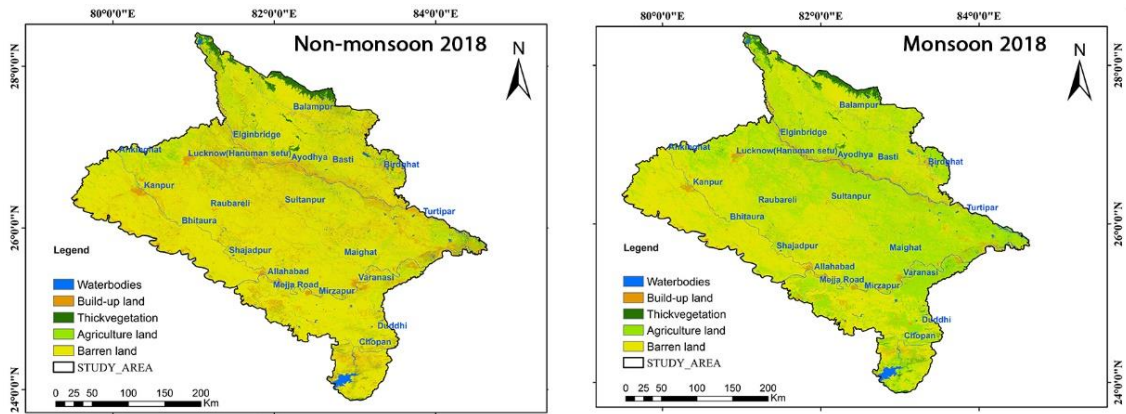 80°0'0"N
82°0'0"N
84°0'0"N
Non-monsoon 2018
N
28°0'0"N
26°0'0"N
24°0'0"N
Balampur
Elginbridge
Ankinghat
Lucknow(Hanuman setu)
Ayodhya
Basti
Birdghat
Kanpur
Raubareli
Sultanpur
Turtipar
Bhitaura
Shajadpur
Maighat
Allahabad
Varanasi
Mejja Road
Mirzapur
Duddhi
Chopan
Legend
Waterbodies
Build-up land
Thickvegetation
Agriculture land
Barren land
STUDY_AREA
0 25 50 100 150 200
Km
80°0'0"N
82°0'0"N
84°0'0"N
Monsoon 2018
N
28°0'0"N
26°0'0"N
24°0'0"N
Balampur
Elginbridge
Ankinghat
Lucknow(Hanuman setu)
Ayodhya
Basti
Birdghat
Kanpur
Raubareli
Sultanpur
Turtipar
Bhitaura
Shajadpur
Maighat
Allahabad
Varanasi
Mejja Road
Mirzapur
Duddhi
Chopan
Legend
Waterbodies
Build-up land
Thickvegetation
Agriculture land
Barren land
STUDY_AREA
0 25 50 100 150 200
Km